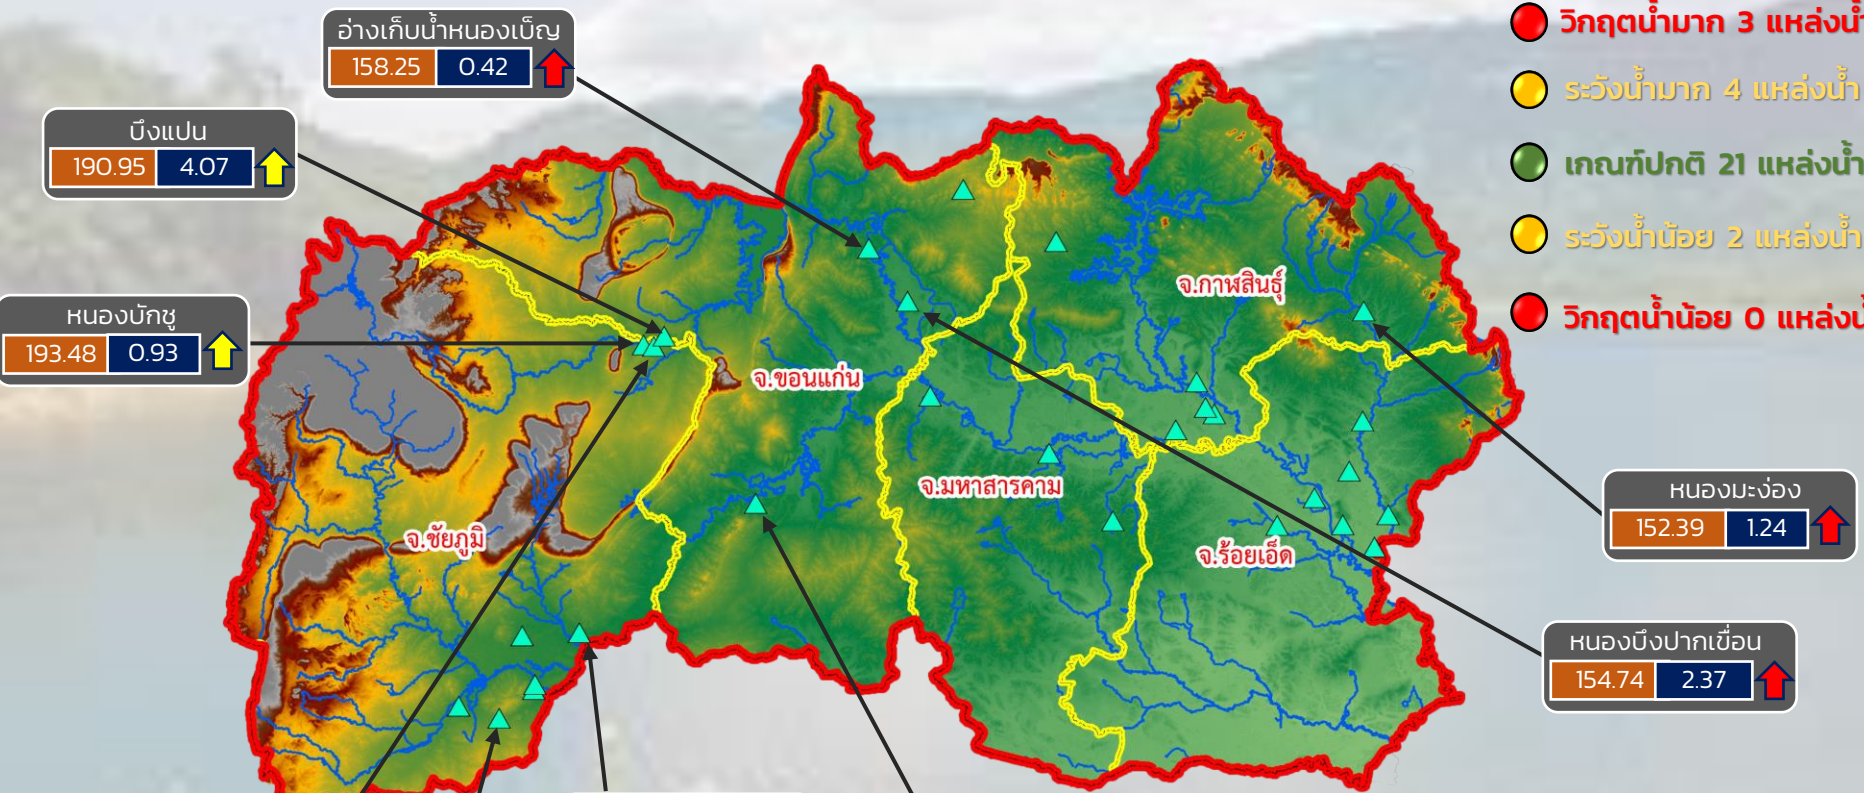 อ่างเก็บน้ำหนองเบ็ญ
158.25 0.42
บึงแปน
190.95 4.07
หนองบักชู
193.48 0.93
วิกฤตน้ำมาก 3 แหล่งน้ำ
ระวังน้ำมาก 4 แหล่งน้ำ
เกณฑ์ปกติ 21 แหล่งน้ำ
ระวังน้ำน้อย 2 แหล่งน้ำ
วิกฤตน้ำน้อย 0 แหล่งน้ำ
จ.กาฬสินธุ์
จ.ขอนแก่น
จ.มหาสารคาม
จ.ชัยภูมิ
จ.ร้อยเอ็ด
หนองมะง่อง
152.39 1.24
หนองบึงปากเขื่อน
154.74 2.37